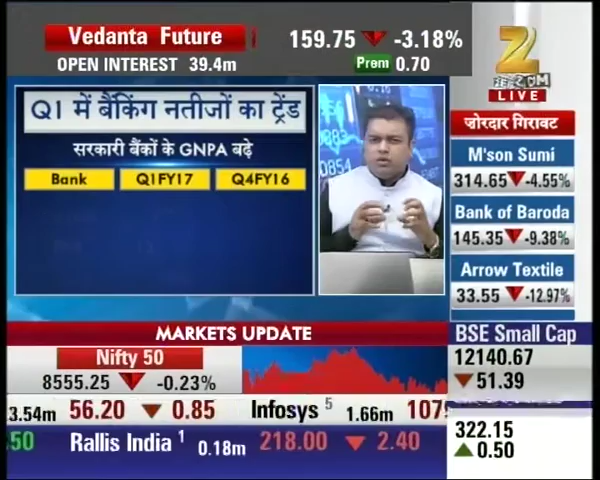 Vedanta Future
159.75 -3.18%
OPEN INTEREST 39.4m
Prem 0.70
LIVE
Q1 में बैंकिंग नतीजों का ट्रेंड
सरकारी बैंकों के GNPA बढ़े
Bank Q1FY17 Q4FY16
ज़ोरदार गिरावट
M'son Sumi
314.65 -4.55%
Bank of Baroda
145.35 -9.38%
Arrow Textile
33.55 -12.97%
MARKETS UPDATE
Nifty 50
8555.25 -0.23%
BSE Small Cap
12140.67
51.39
3.54m 56.20 0.85 Infosys 5 1.66m 107
.50 Rallis India 1 0.18m 218.00 2.40
322.15
0.50